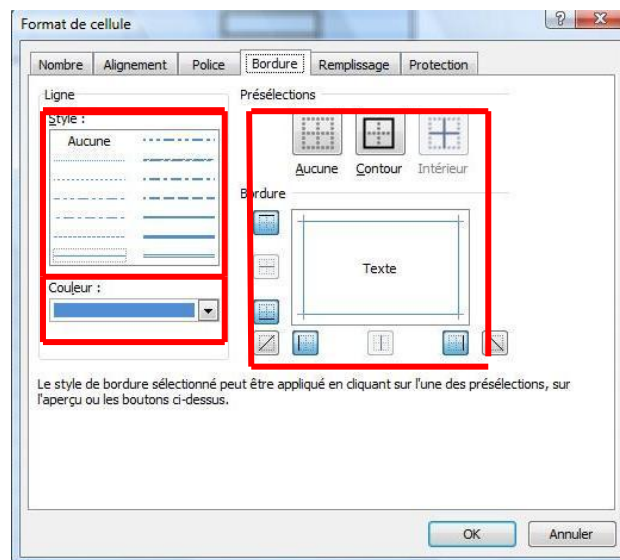 Format de cellule
Nombre Alignement Police Bordure Remplissage Protection
Ligne
Présélections
Style :
Aucune
Aucune Contour Intérieur
Bordure
Texte
Couleur :
Le style de bordure sélectionné peut être appliqué en cliquant sur l'une des présélections, sur
l'aperçu ou les boutons ci-dessus.
OK Annuler